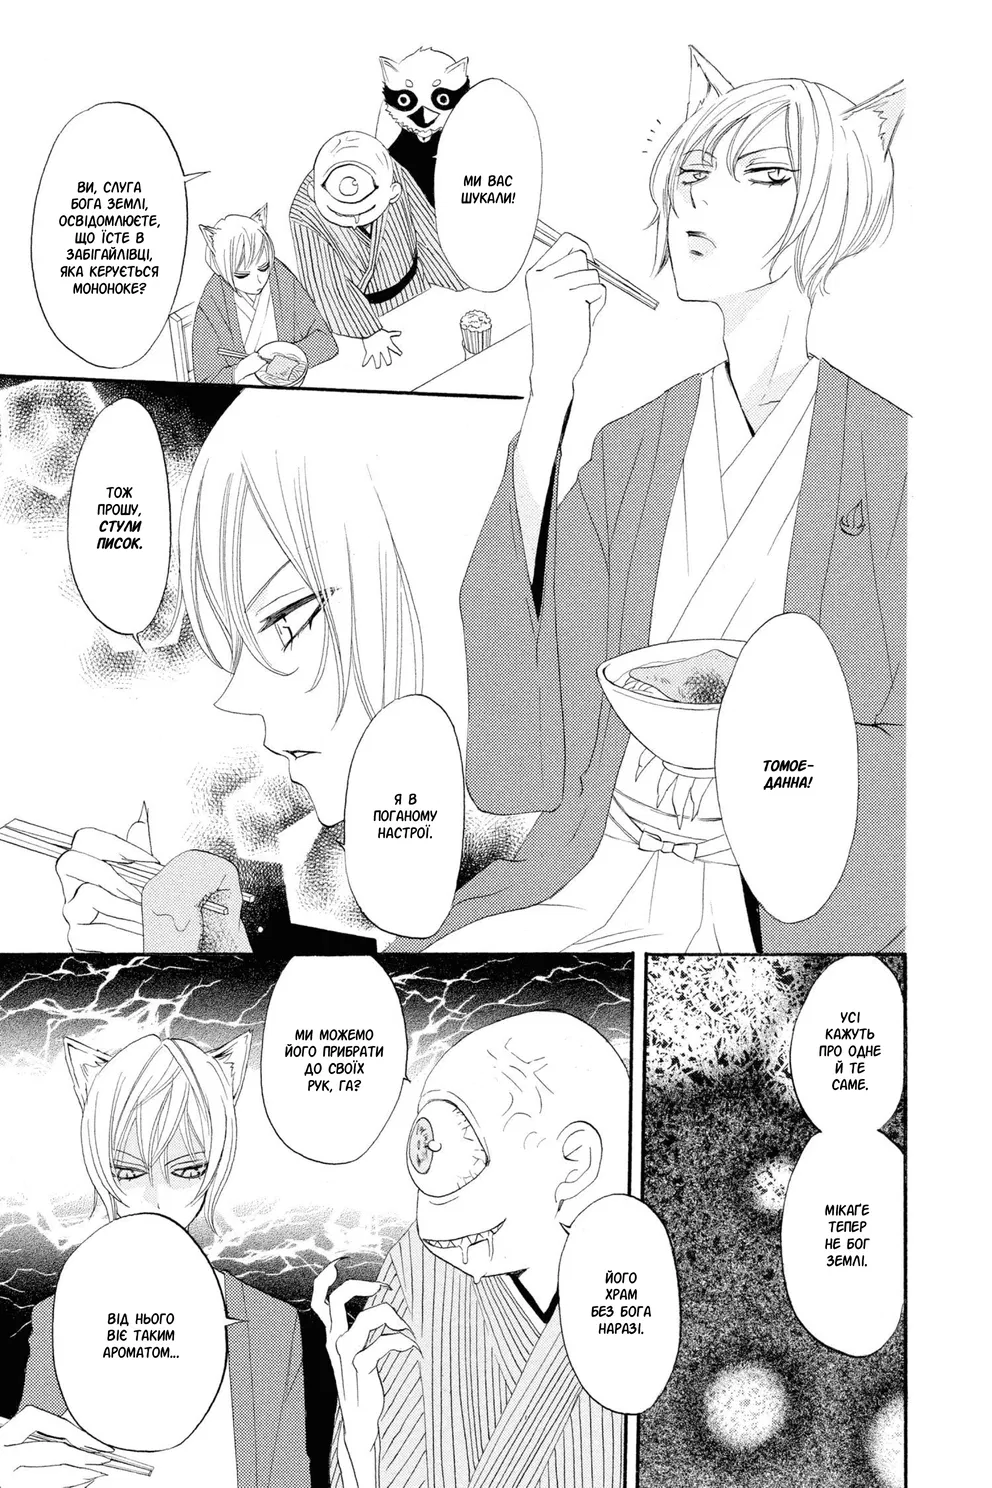 ТОМОЕ-
ДАННА!
МИ ВАС
ШУКАЛИ!
ВИ, СЛУГА
БОГА ЗЕМЛІ,
ОСВІДОМЛЮЄТЕ,
ЩО ЇСТЕ В
ЗАБІГАЙЛІВЦІ,
ЯКА КЕРУЄТЬСЯ
МОНОНОКЕ?
Я В
ПОГАНОМУ
НАСТРОЇ.
ТОЖ
ПРОШУ,
СТУЛИ
ПИСОК.
УСІ
КАЖУТЬ
ПРО ОДНЕ
Й ТЕ
САМЕ.
МІКАҐЕ
ТЕПЕР
НЕ БОГ
ЗЕМЛІ.
ЙОГО
ХРАМ
БЕЗ БОГА
НАРАЗІ.
МИ МОЖЕМО
ЙОГО ПРИБРАТИ
ДО СВОЇХ
РУК, ГА?
ВІД НЬОГО
ВІЄ ТАКИМ
АРОМАТОМ...